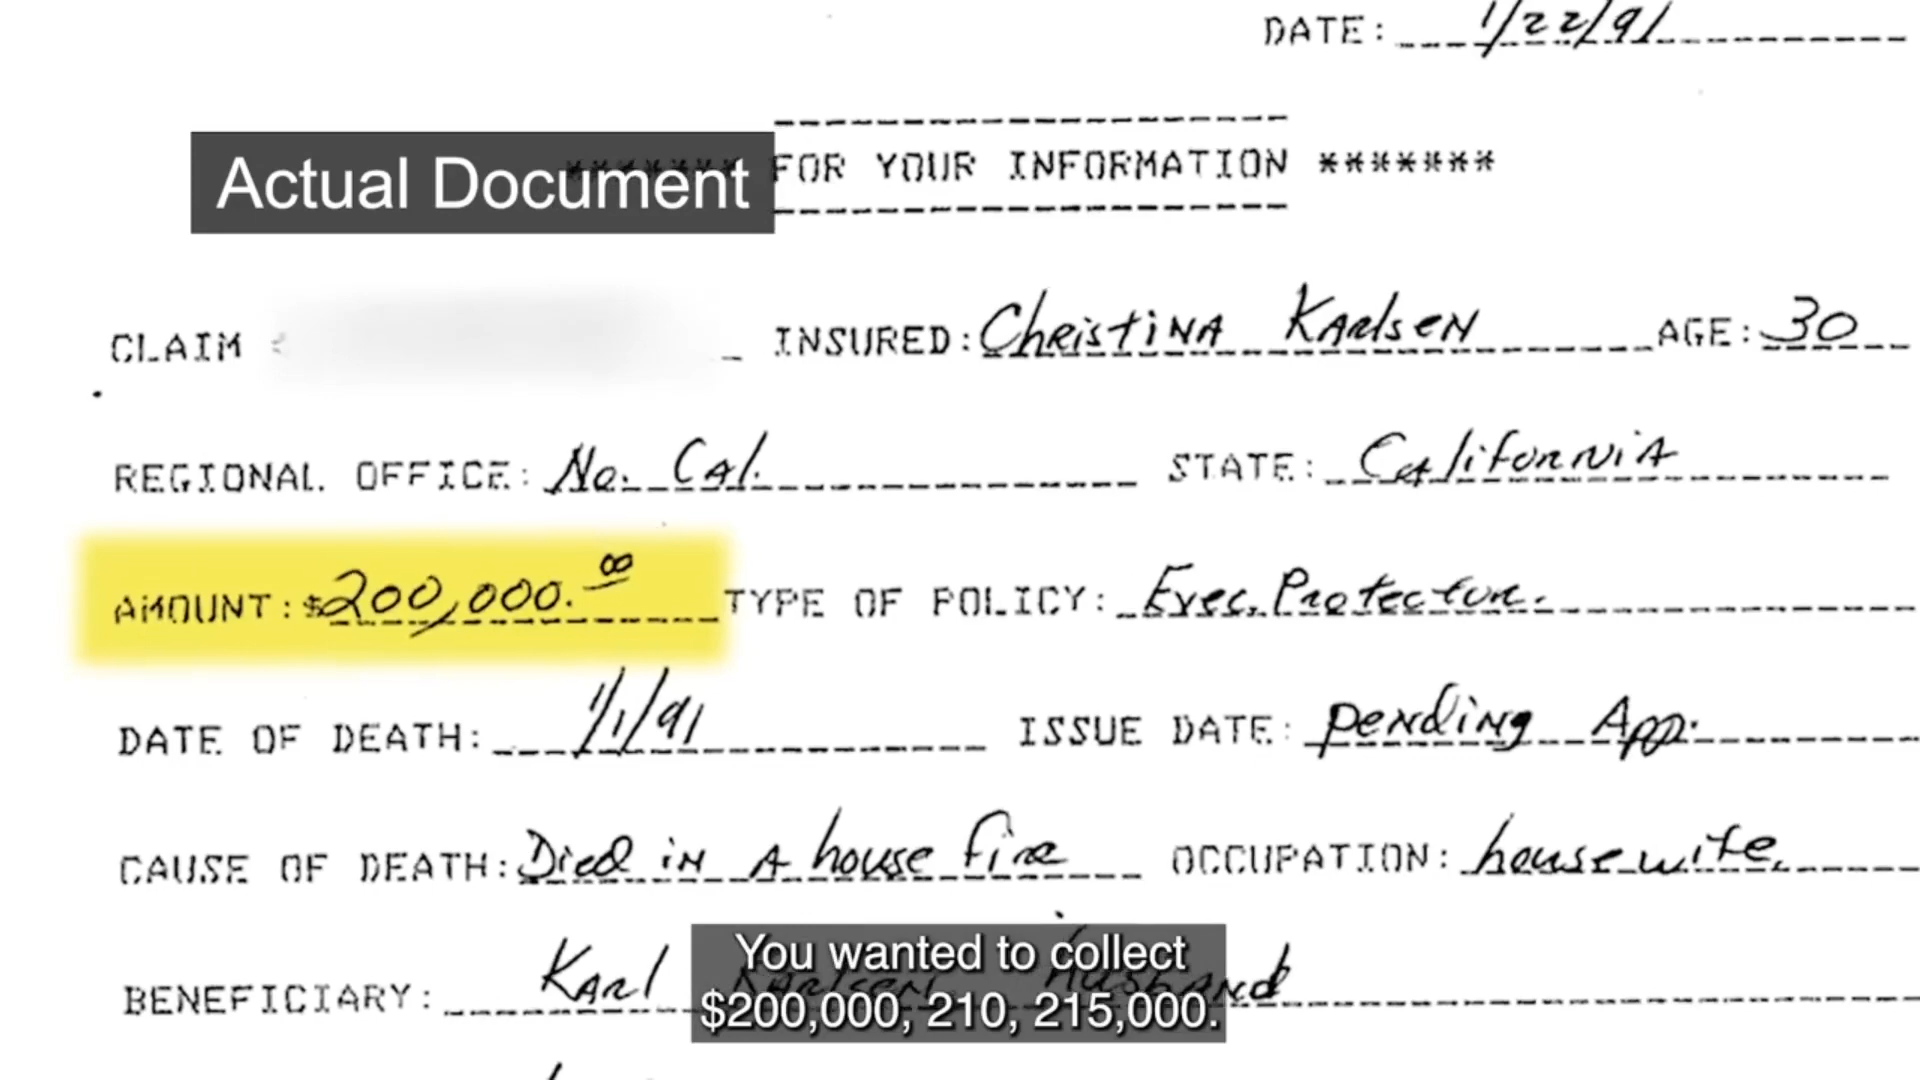 DATE: 1/22/91
Actual Document
FOR YOUR INFORMATION *******
CLAIM INSURED: Christina Karlsen AGE: 30
REGIONAL OFFICE: No. Cal. STATE: California
AMOUNT: $200,000.00 TYPE OF POLICY: Exec. Protector.
DATE OF DEATH: 1/1/91 ISSUE DATE: pending App.
CAUSE OF DEATH: Died in a house fire OCCUPATION: housewife.
BENEFICIARY: Karl Karlsen husband
You wanted to collect
$200,000, 210, 215,000.